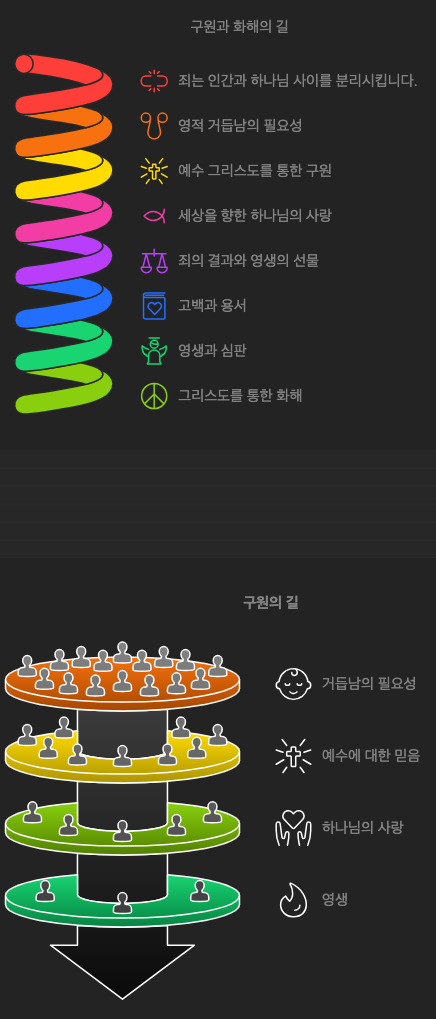 구원과 화해의 길
죄는 인간과 하나님 사이를 분리시킵니다.
영적 거듭남의 필요성
예수 그리스도를 통한 구원
세상을 향한 하나님의 사랑
죄의 결과와 영생의 선물
고백과 용서
영생과 심판
그리스도를 통한 화해
구원의 길
거듭남의 필요성
예수에 대한 믿음
하나님의 사랑
영생